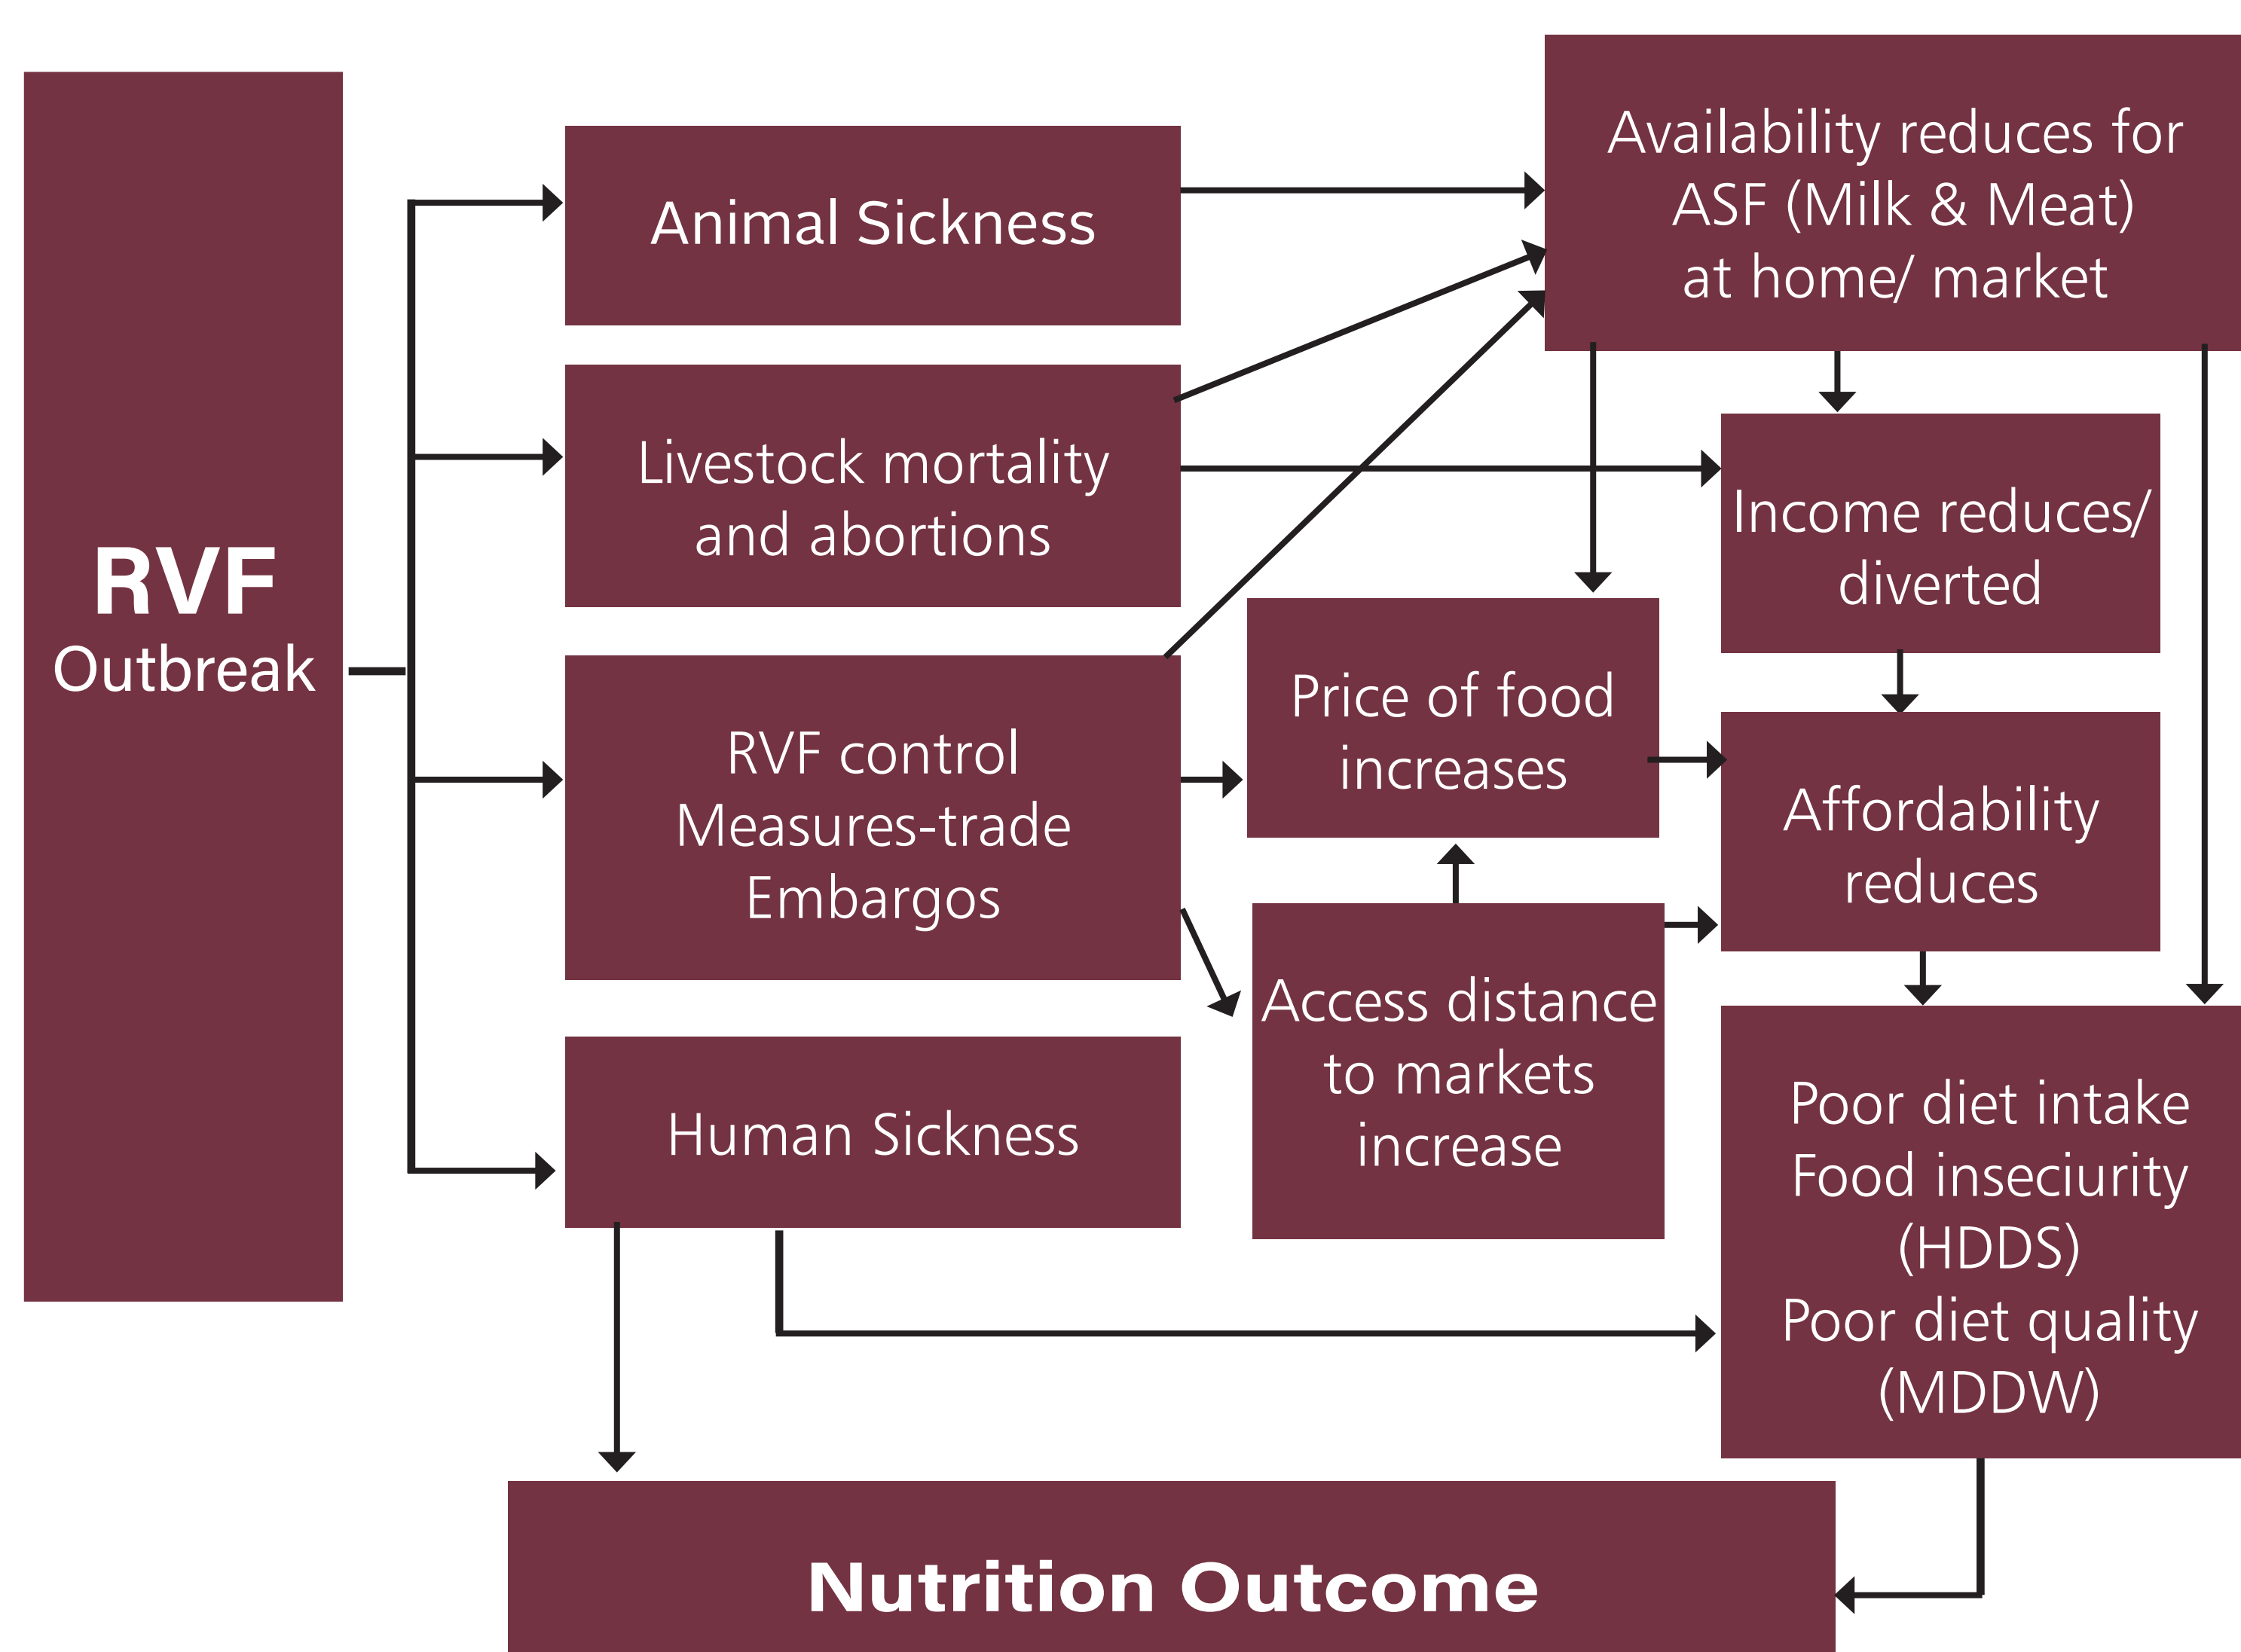 RVF
Outbreak
Animal Sickness
Livestock mortality
and abortions
RVF control
Measures-trade
Embargos
Human Sickness
Availability reduces for
ASF (Milk & Meat)
at home/ market
Income reduces/
diverted
Price of food
increases
Affordability
reduces
Access distance
to markets
increase
Poor diet intake
Food inseciurity
(HDDS)
Poor diet quality
(MDDW)
Nutrition Outcome